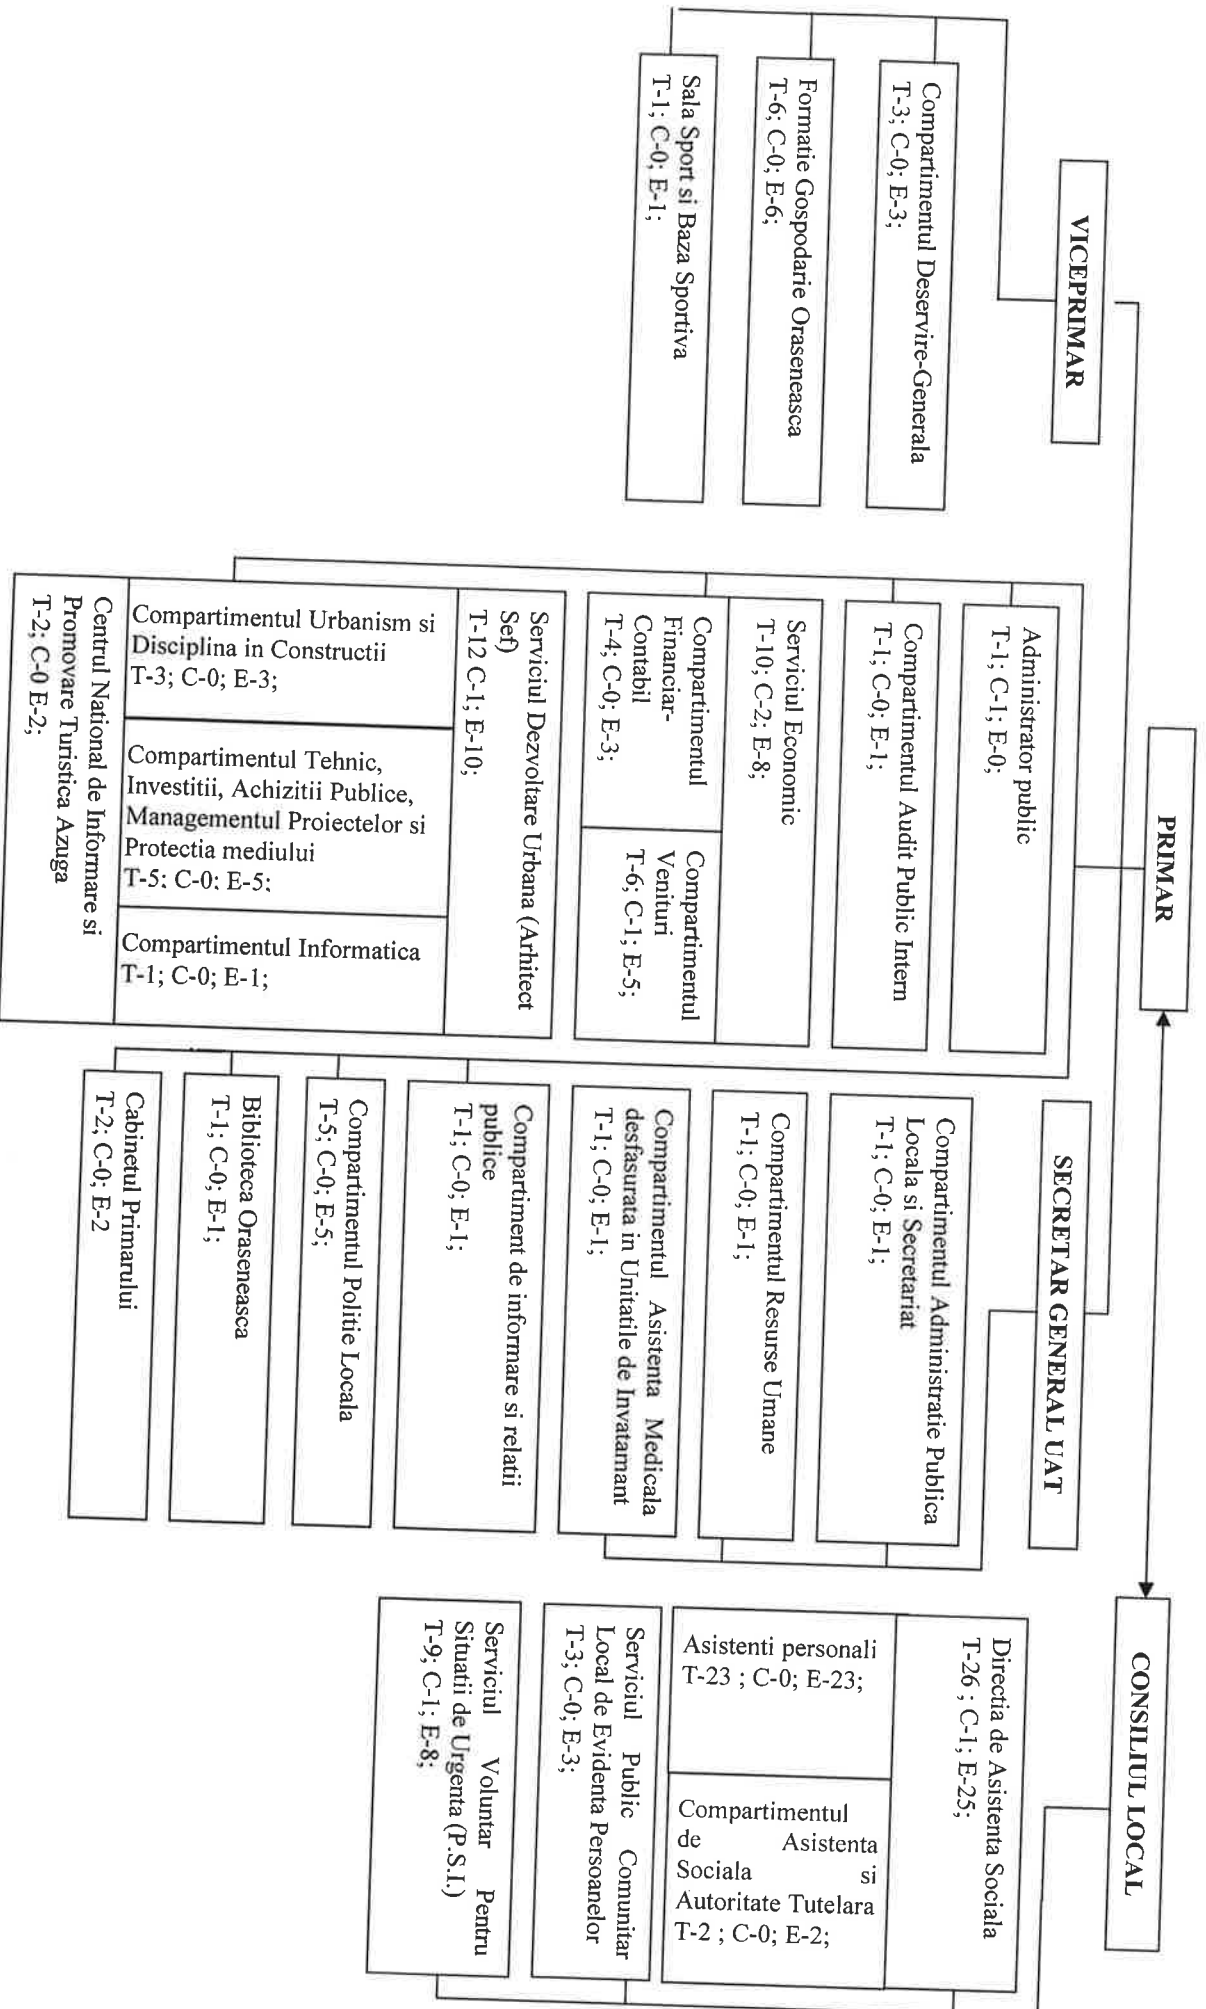 CONSILIUL LOCAL
PRIMAR
VICEPRIMAR
SECRETAR GENERAL UAT
Compartimentul Deservire-Generala
T-3; C-0; E-3;
Formatie Gospodarie Oraseneasca
T-6; C-0; E-6;
Sala Sport si Baza Sportiva
T-1; C-0; E-1;
Administrator public
T-1; C-1; E-0;
Compartimentul Audit Public Intern
T-1; C-0; E-1;
Serviciul Economic
T-10; C-2; E-8;
Compartimentul
Financiar-
Contabil
T-4; C-0; E-3;
Compartimentul
Venituri
T-6; C-1; E-5;
Serviciul Dezvoltare Urbana (Arhitect
Sef)
T-12 C-1; E-10;
Compartimentul Urbanism si
Disciplina in Constructii
T-3; C-0; E-3;
Compartimentul Tehnic,
Investitii, Achizitii Publice,
Managementul Proiectelor si
Protectia mediului
T-5: C-0: E-5:
Compartimentul Informatica
T-1; C-0; E-1;
Centrul National de Informare si
Promovare Turistica Azuga
T-2; C-0 E-2;
Compartimentul Administratie Publica
Locala si Secretariat
T-1; C-0; E-1;
Compartimentul Resurse Umane
T-1; C-0; E-1;
Compartimentul Asistenta Medicala
desfasurata in Unitatile de Invatamant
T-1; C-0; E-1;
Compartiment de informare si relatii
publice
T-1; C-0; E-1;
Compartimentul Politie Locala
T-5; C-0; E-5;
Biblioteca Oraseneasca
T-1; C-0; E-1;
Cabinetul Primarului
T-2; C-0; E-2
Directia de Asistenta Sociala
T-26 ; C-1; E-25;
Asistenti personali
T-23 ; C-0; E-23;
Compartimentul
de Asistenta
Sociala si
Autoritate Tutelara
T-2 ; C-0; E-2;
Serviciul Public Comunitar
Local de Evidenta Persoanelor
T-3; C-0; E-3;
Serviciul Voluntar Pentru
Situatii de Urgenta (P.S.I.)
T-9; C-1; E-8;